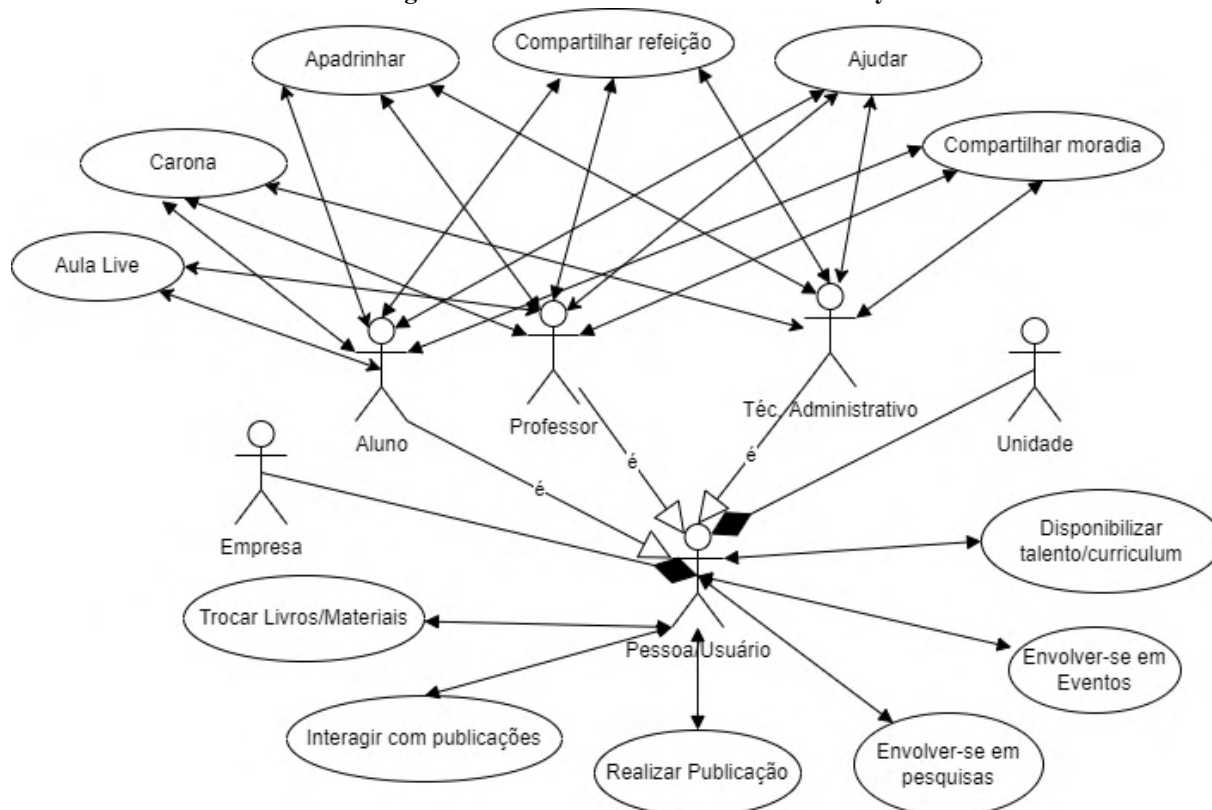 Compartilhar refeição
Apadrinhar
Ajudar
Carona
Compartilhar moradia
Aula Live
Téc. Administrativo
Professor
Aluno
Unidade
é
é
é
Empresa
Disponibilizar
talento/curriculum
Trocar Livros/Materiais
Pessoa/Usuário
Envolver-se em
Eventos
Interagir com publicações
Realizar Publicação
Envolver-se em
pesquisas